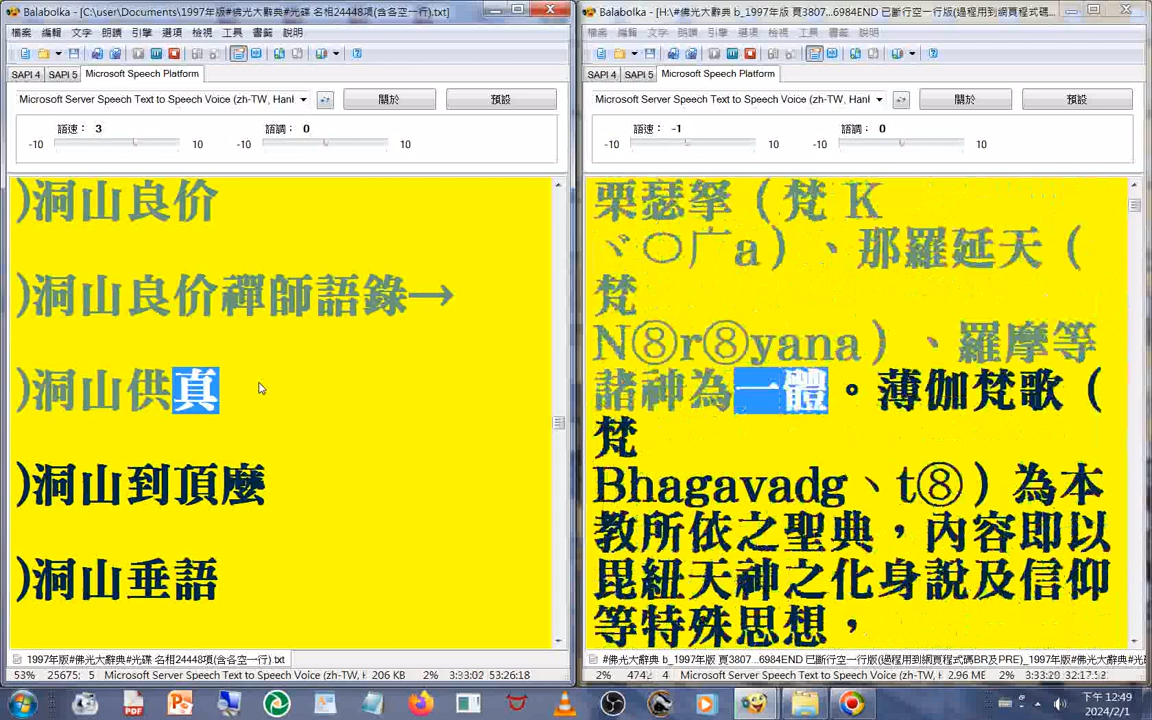 Balabolka - [C:\user\Documents\1997年版#佛光大辭典#光碟 名相24448項(含各空一行).txt]
檔案 編輯 文字 朗讀 引擎 選項 檢視 工具 書籤 說明
SAPI 4 SAPI 5 Microsoft Speech Platform
Microsoft Server Speech Text to Speech Voice (zh-TW, Hanl
關於 預設
語速： 3 語調： 0
-10 10 -10 10
)洞山良价
)洞山良价禪師語錄→
)洞山供真
)洞山到頂麼
)洞山垂語
1997年版#佛光大辭典#光碟 名相24448項(含各空一行).txt
53% 25675: 5 Microsoft Server Speech Text to Speech Voice (zh-TW, H 206 KB 2% 3:33:02 53:26:18
Balabolka - [H:\#佛光大辭典 b_1997年版 頁3807...6984END 已斷行空一行版(過程用到網頁程式碼
檔案 編輯 文字 朗讀 引擎 選項 檢視 工具 書籤 說明
SAPI 4 SAPI 5 Microsoft Speech Platform
Microsoft Server Speech Text to Speech Voice (zh-TW, Hanl
關於 預設
語速： -1 語調： 0
-10 10 -10 10
栗瑟拏（梵 K
ヾ〇广a）、那羅延天（
梵
N⑧r⑧yana）、羅摩等
諸神為一體。薄伽梵歌（
梵
Bhagavadg丶t⑧）為本
教所依之聖典，內容即以
毘紐天神之化身說及信仰
等特殊思想，
#佛光大辭典 b_1997年版 頁3807...6984END 已斷行空一行版(過程用到網頁程式碼BR及PRE)_1997年版#光
2% 474: 4 Microsoft Server Speech Text to Speech Voice (zh-TW, H 2.96 ME 2% 3:33:20
下午 12:49
2024/2/1